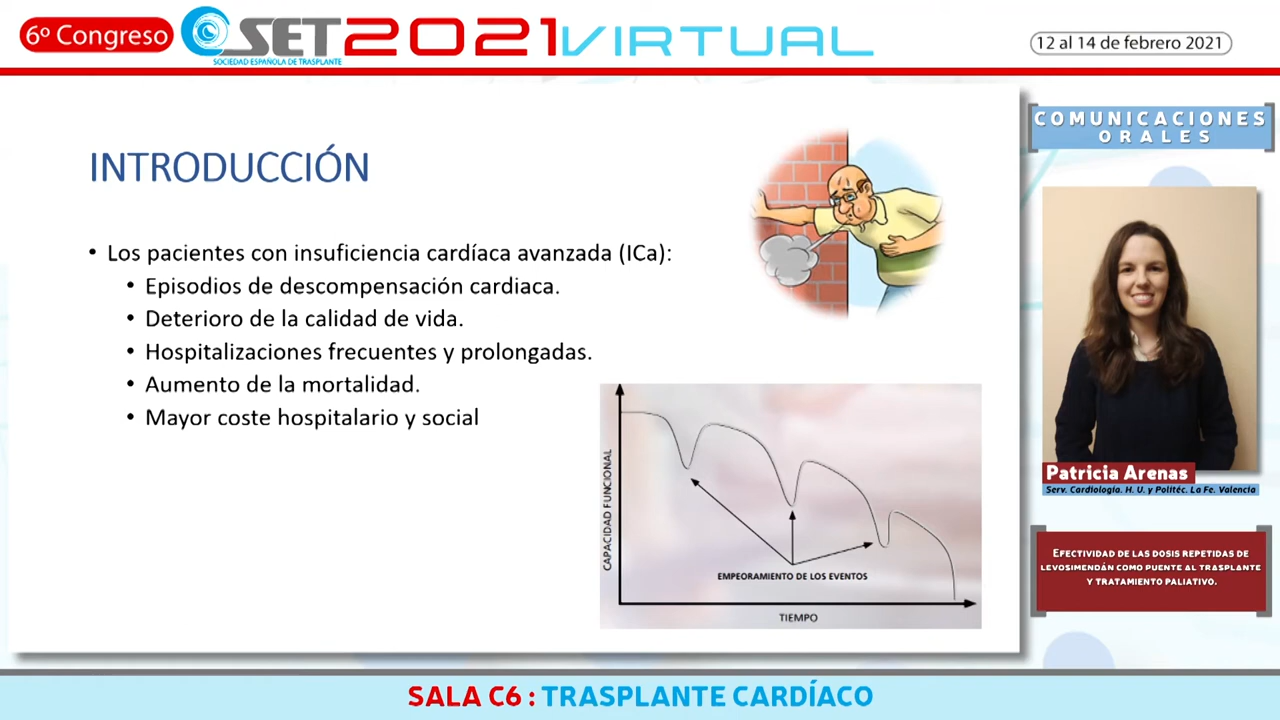 6º Congreso SET 2021 VIRTUAL
SOCIEDAD ESPAÑOLA DE TRASPLANTE
12 al 14 de febrero 2021
INTRODUCCIÓN
• Los pacientes con insuficiencia cardíaca avanzada (ICa):
• Episodios de descompensación cardiaca.
• Deterioro de la calidad de vida.
• Hospitalizaciones frecuentes y prolongadas.
• Aumento de la mortalidad.
• Mayor coste hospitalario y social
CAPACIDAD FUNCIONAL
EMPEORAMIENTO DE LOS EVENTOS
TIEMPO
COMUNICACIONES
ORALES
Patricia Arenas
Serv. Cardiología. H. U. y Politéc. La Fe. Valencia
EFECTIVIDAD DE LAS DOSIS REPETIDAS DE
LEVOSIMENDÁN COMO PUENTE AL TRASPLANTE
Y TRATAMIENTO PALIATIVO.
SALA C6 : TRASPLANTE CARDÍACO